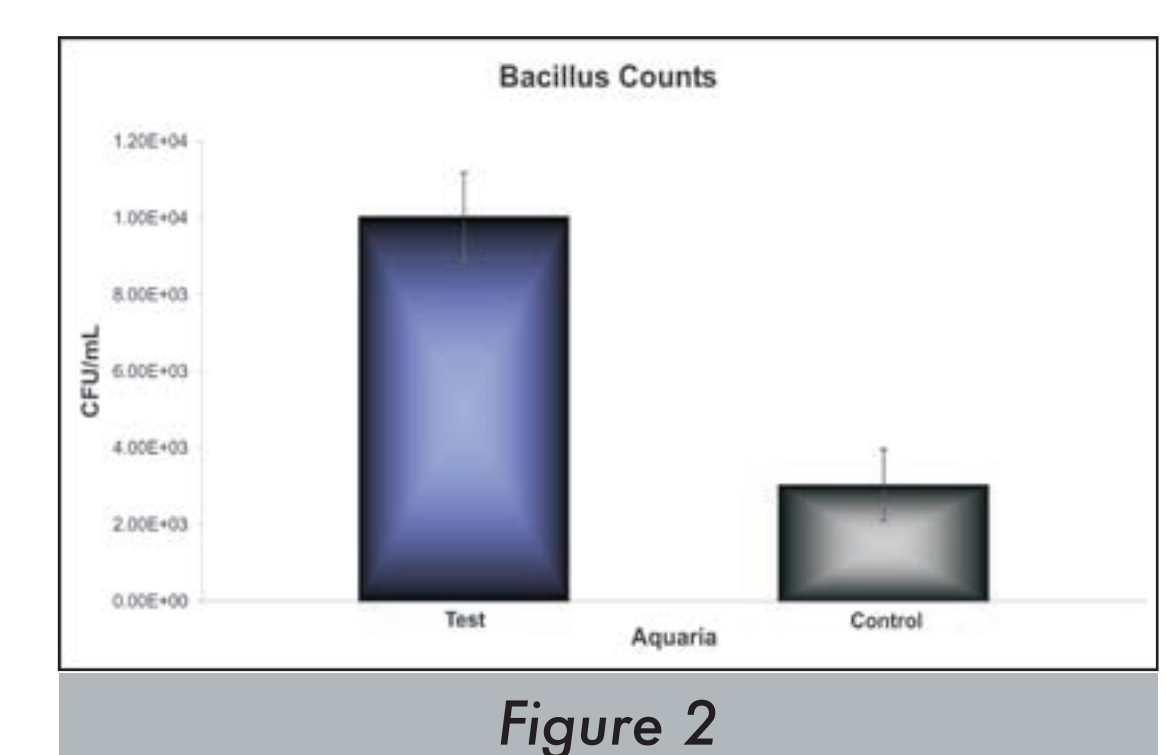 Bacillus Counts
1.20E+04
1.00E+04
8.00E+03
6.00E+03
4.00E+03
2.00E+03
0.00E+00
CFU/mL
Test
Control
Aquaria
Figure 2